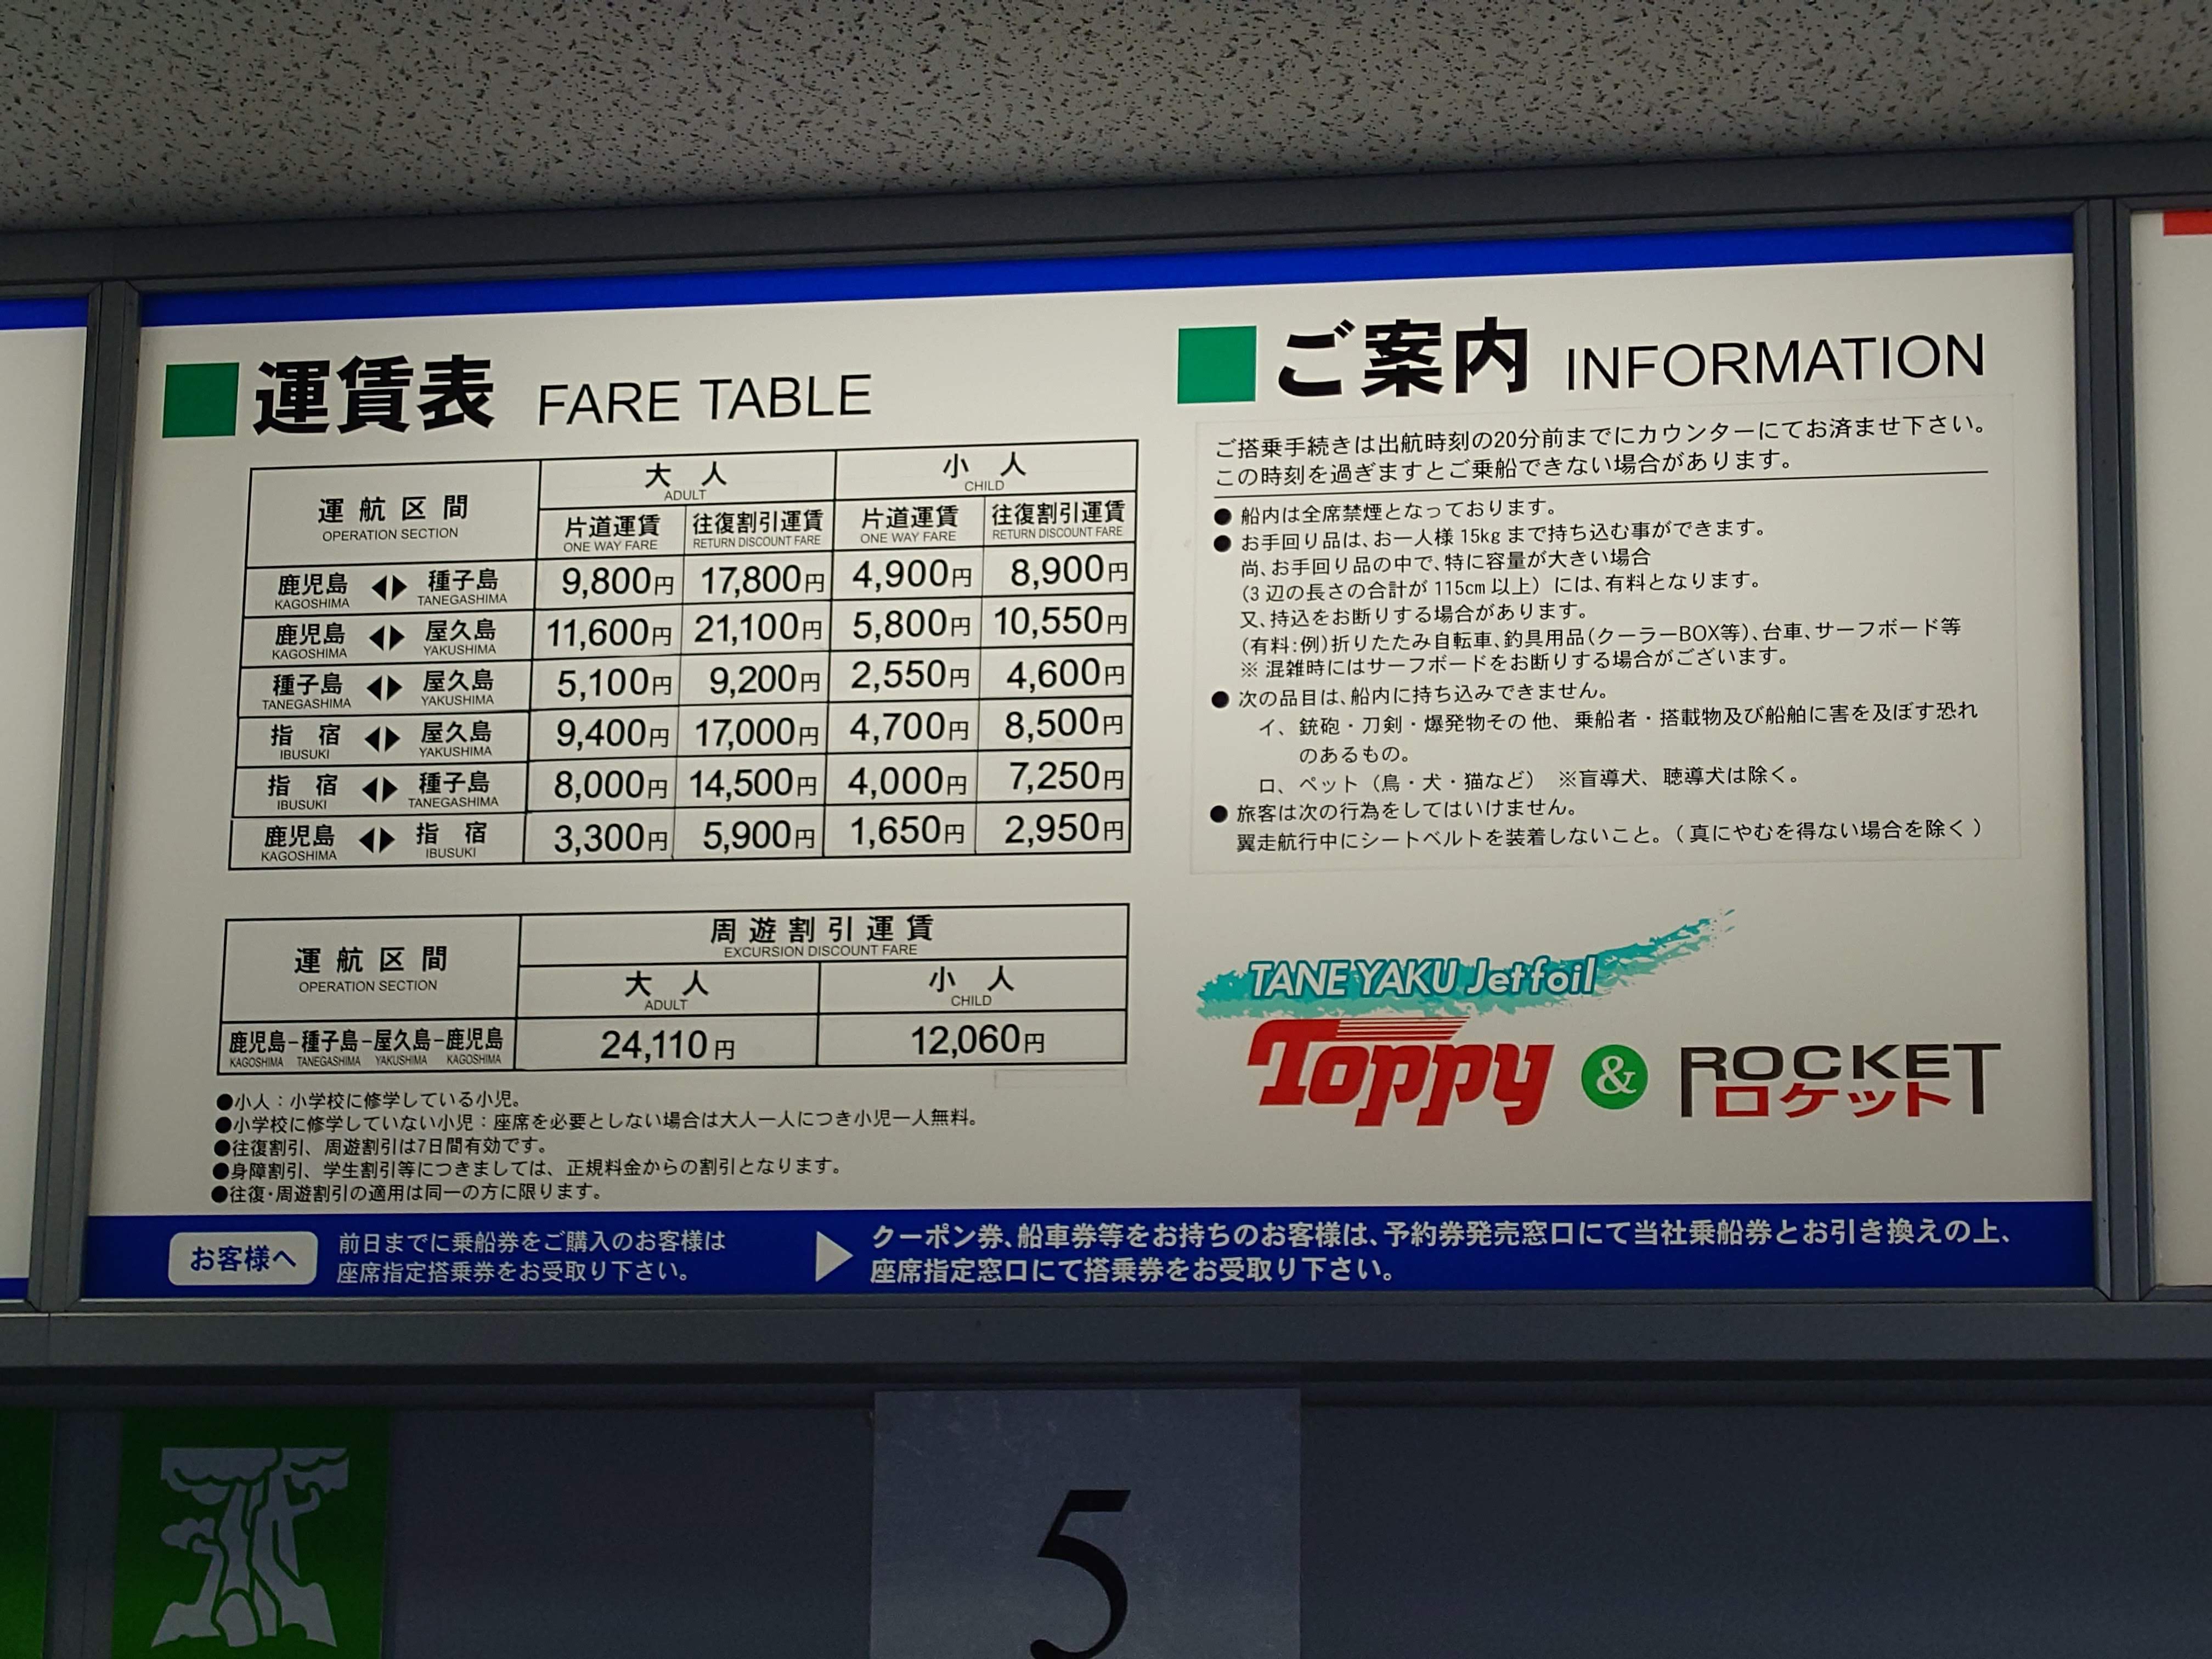 運賃表 FARE TABLE
運航区間 大人 小人
OPERATION SECTION ADULT CHILD
片道運賃 往復割引運賃 片道運賃 往復割引運賃
ONE WAY FARE RETURN DISCOUNT FARE ONE WAY FARE RETURN DISCOUNT FARE
鹿児島 ◀▶ 種子島 9,800円 17,800円 4,900円 8,900円
KAGOSHIMA TANEGASHIMA
鹿児島 ◀▶ 屋久島 11,600円 21,100円 5,800円 10,550円
KAGOSHIMA YAKUSHIMA
種子島 ◀▶ 屋久島 5,100円 9,200円 2,550円 4,600円
TANEGASHIMA YAKUSHIMA
指宿 ◀▶ 屋久島 9,400円 17,000円 4,700円 8,500円
IBUSUKI YAKUSHIMA
指宿 ◀▶ 種子島 8,000円 14,500円 4,000円 7,250円
IBUSUKI TANEGASHIMA
鹿児島 ◀▶ 指宿 3,300円 5,900円 1,650円 2,950円
KAGOSHIMA IBUSUKI
運航区間 周遊割引運賃
OPERATION SECTION EXCURSION DISCOUNT FARE
大人 小人
ADULT CHILD
鹿児島-種子島-屋久島-鹿児島 24,110円 12,060円
KAGOSHIMA TANEGASHIMA YAKUSHIMA KAGOSHIMA
●小人:小学校に修学している小児。
●小学校に修学していない小児:座席を必要としない場合は大人一人につき小児一人無料。
●往復割引、周遊割引は7日間有効です。
●身障割引、学生割引等につきましては、正規料金からの割引となります。
●往復・周遊割引の適用は同一の方に限ります。
ご案内 INFORMATION
ご搭乗手続きは出航時刻の20分前までにカウンターにてお済ませ下さい。
この時刻を過ぎますとご乗船できない場合があります。
● 船内は全席禁煙となっております。
● お手回り品は、お一人様15kgまで持ち込む事ができます。
尚、お手回り品の中で、特に容量が大きい場合
(3辺の長さの合計が115cm以上)には、有料となります。
又、持込をお断りする場合があります。
(有料:例)折りたたみ自転車、釣具用品(クーラーBOX等)、台車、サーフボード等
※ 混雑時にはサーフボードをお断りする場合がございます。
● 次の品目は、船内に持ち込みできません。
イ、銃砲・刀剣・爆発物その他、乗船者・搭載物及び船舶に害を及ぼす恐れ
のあるもの。
ロ、ペット(鳥・犬・猫など) ※盲導犬、聴導犬は除く。
● 旅客は次の行為をしてはいけません。
翼走航行中にシートベルトを装着しないこと。(真にやむを得ない場合を除く)
TANE YAKU Jetfoil
Toppy & ROCKET
ロケット
お客様へ
前日までに乗船券をご購入のお客様は
座席指定搭乗券をお受取り下さい。
▶ クーポン券、船車券等をお持ちのお客様は、予約券発売窓口にて当社乗船券とお引き換えの上、
座席指定窓口にて搭乗券をお受取り下さい。
5